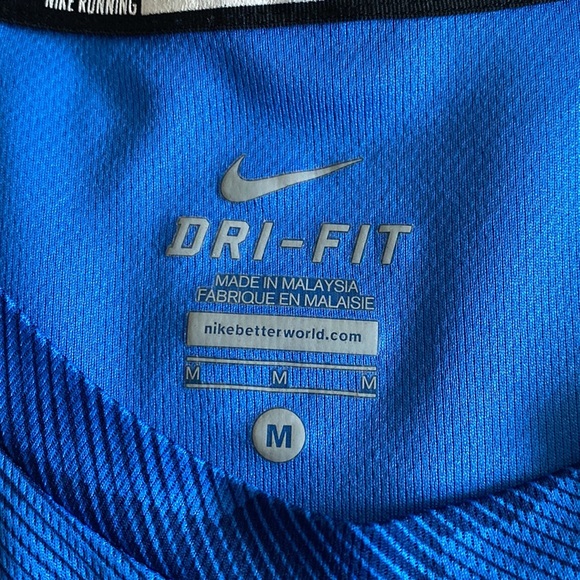 NIKE RUNNING
DRI-FIT
MADE IN MALAYSIA
FABRIQUE EN MALAISIE
nikebetterworld.com
M M M
M